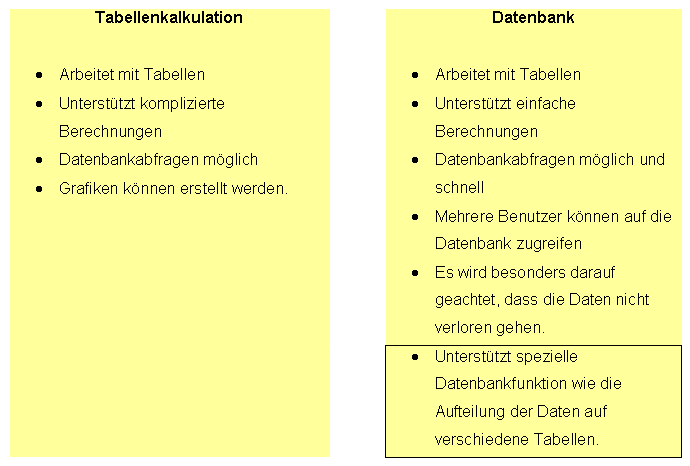 Tabellenkalkulation
• Arbeitet mit Tabellen
• Unterstützt komplizierte
Berechnungen
• Datenbankabfragen möglich
• Grafiken können erstellt werden.
Datenbank
• Arbeitet mit Tabellen
• Unterstützt einfache
Berechnungen
• Datenbankabfragen möglich und
schnell
• Mehrere Benutzer können auf die
Datenbank zugreifen
• Es wird besonders darauf
geachtet, dass die Daten nicht
verloren gehen.
• Unterstützt spezielle
Datenbankfunktion wie die
Aufteilung der Daten auf
verschiedene Tabellen.